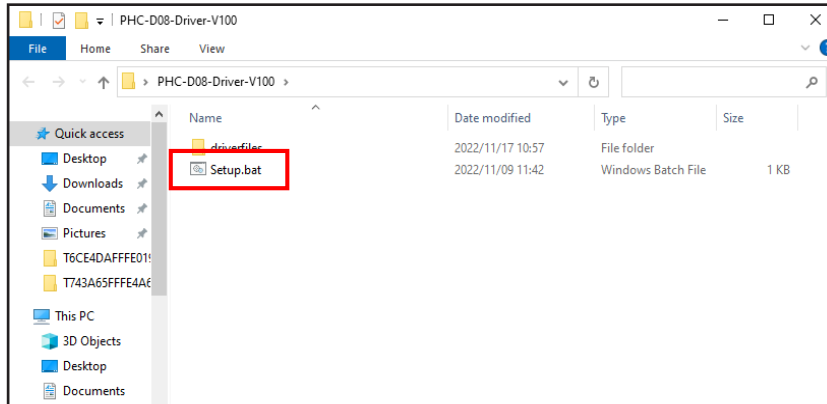 PHC-D08-Driver-V100
File Home Share View
PHC-D08-Driver-V100
Name Date modified Type Size
Quick access
driverfiles 2022/11/17 10:57 File folder
Desktop
Setup.bat 2022/11/09 11:42 Windows Batch File 1 KB
Downloads
Documents
Pictures
T6CE4DAFFFE019
T743A65FFFE4A6
This PC
3D Objects
Desktop
Documents